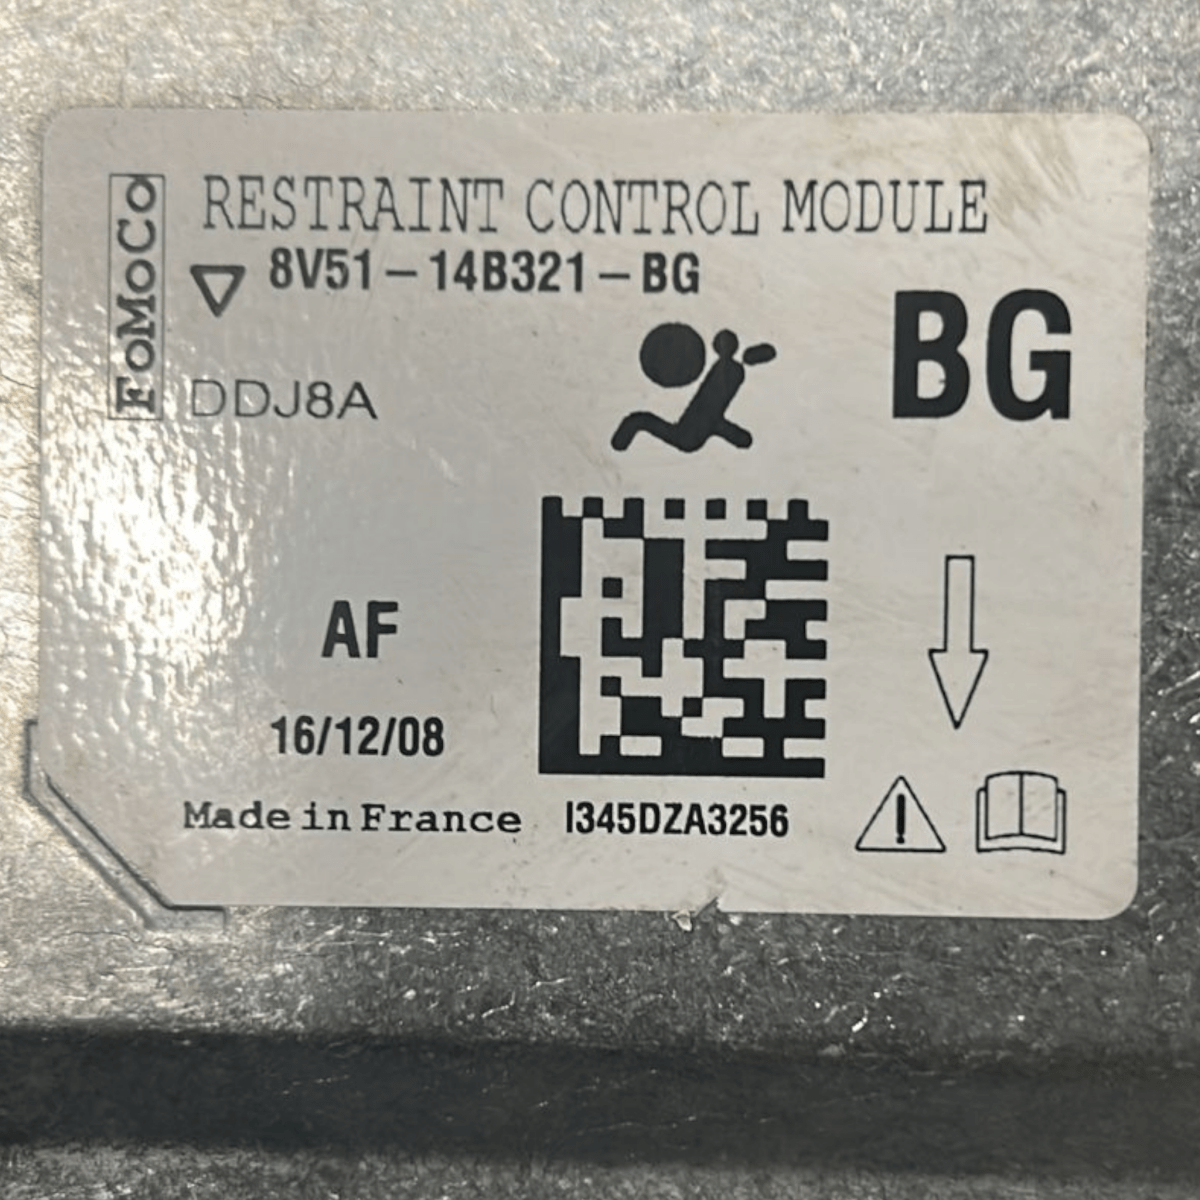 FoMoCo
RESTRAINT CONTROL MODULE
8V51-14B321-BG
BG
DDJ8A
AF
16/12/08
Made in France
I345DZA3256